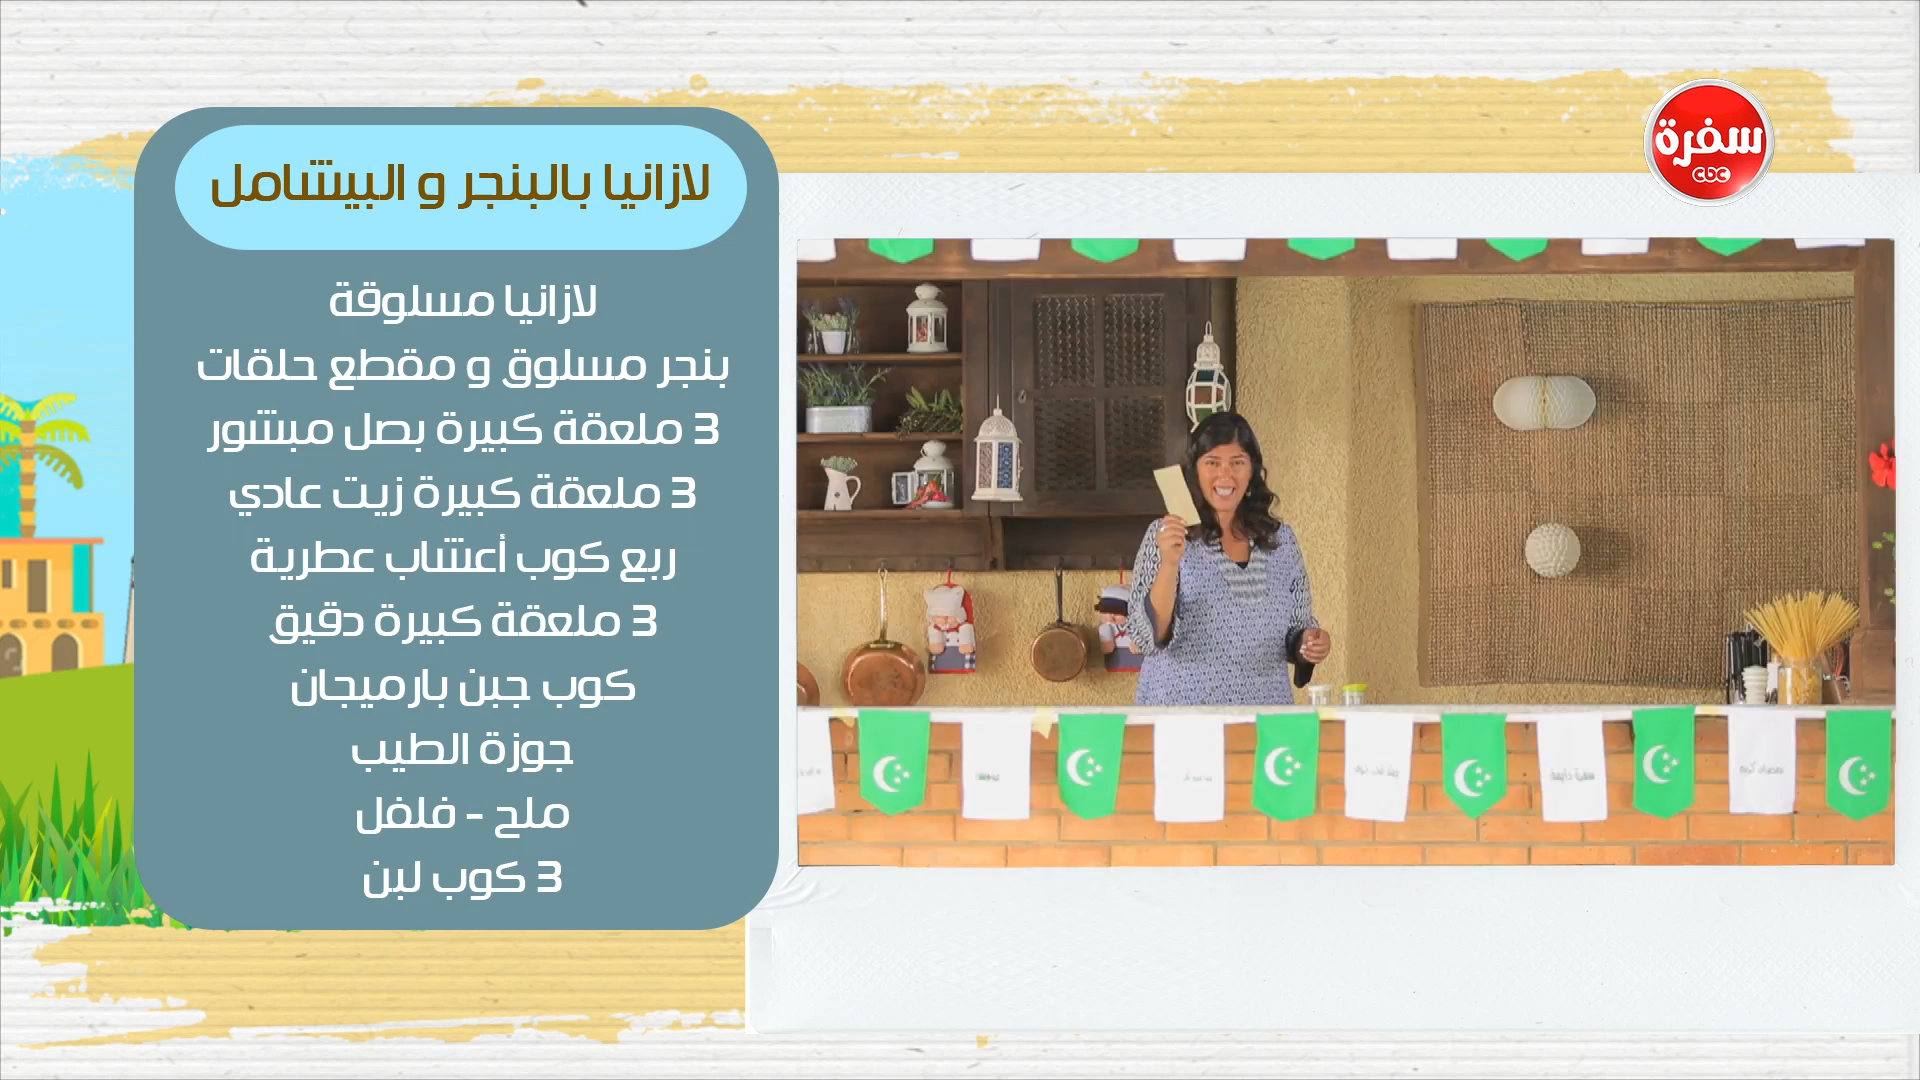 سفرة
cbc
لازانيا بالبنجر و البيشامل
لازانيا مسلوقة
بنجر مسلوق و مقطع حلقات
3 ملعقة كبيرة بصل مبشور
3 ملعقة كبيرة زيت عادي
ربع كوب أعشاب عطرية
3 ملعقة كبيرة دقيق
كوب جبن بارميجان
جوزة الطيب
ملح - فلفل
3 كوب لبن